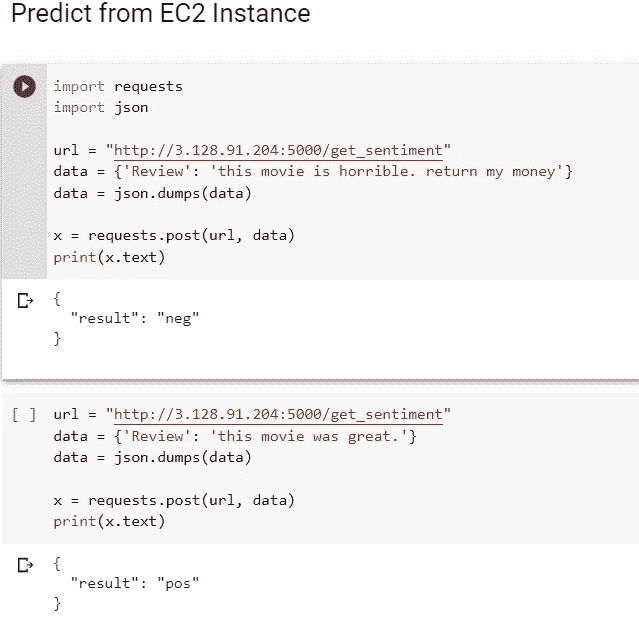 Predict from EC2 Instance
import requests
import json
url = "http://3.128.91.204:5000/get_sentiment"
data = {'Review': 'this movie is horrible. return my money'}
data = json.dumps(data)
x = requests.post(url, data)
print(x.text)
{
"result": "neg"
}
[ ] url = "http://3.128.91.204:5000/get_sentiment"
data = {'Review': 'this movie was great.'}
data = json.dumps(data)
x = requests.post(url, data)
print(x.text)
{
"result": "pos"
}